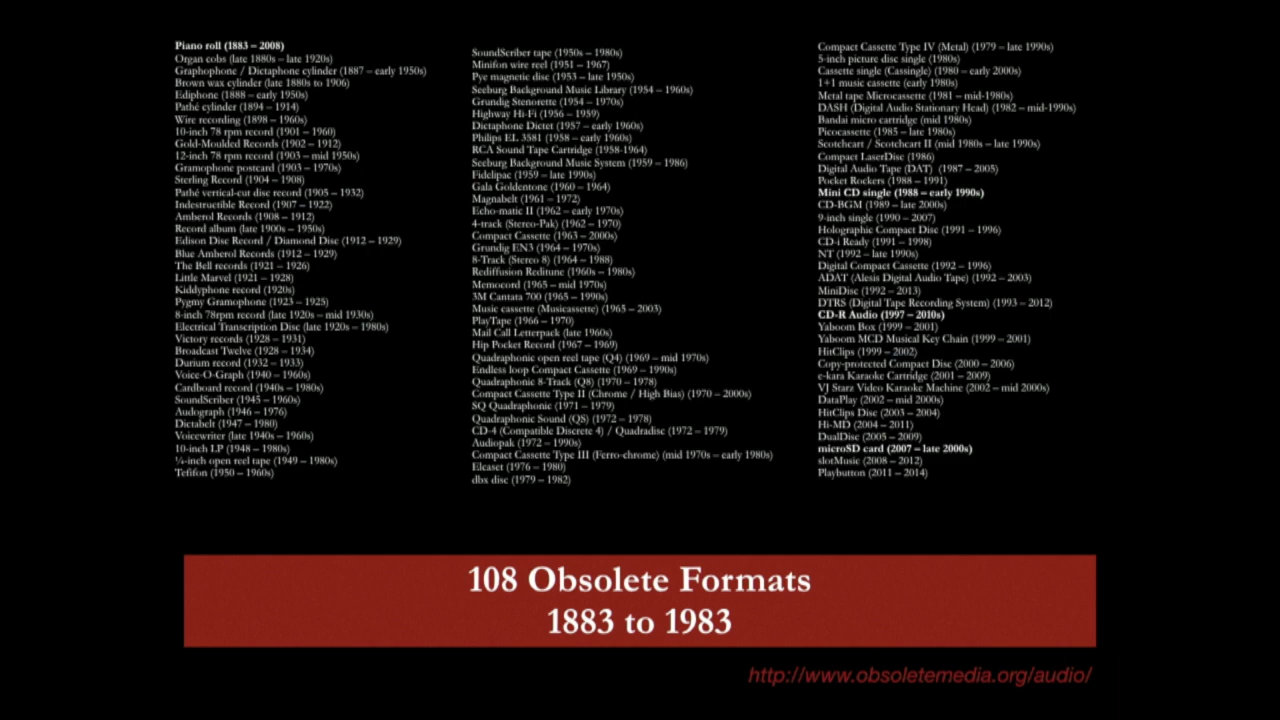 Piano roll (1883 – 2008)
Organ cobs (late 1880s – late 1920s)
Graphophone / Dictaphone cylinder (1887 – early 1950s)
Brown wax cylinder (late 1880s to 1906)
Ediphone (1888 – early 1950s)
Pathé cylinder (1894 – 1914)
Wire recording (1898 – 1960s)
10-inch 78 rpm record (1901 – 1960)
Gold-Moulded Records (1902 – 1912)
12-inch 78 rpm record (1903 – mid 1950s)
Gramophone postcard (1903 – 1970s)
Sterling Record (1904 – 1908)
Pathé vertical-cut disc record (1905 – 1932)
Indestructible Record (1907 – 1922)
Amberol Records (1908 – 1912)
Record album (late 1900s – 1950s)
Edison Disc Record / Diamond Disc (1912 – 1929)
Blue Amberol Records (1912 – 1929)
The Bell records (1921 – 1926)
Little Marvel (1921 – 1928)
Kiddyphone record (1920s)
Pygmy Gramophone (1923 – 1925)
8-inch 78rpm record (late 1920s – mid 1930s)
Electrical Transcription Disc (late 1920s – 1980s)
Victory records (1928 – 1931)
Broadcast Twelve (1928 – 1934)
Durium record (1932 – 1933)
Voice-O-Graph (1940 – 1960s)
Cardboard record (1940s – 1980s)
SoundScriber (1945 – 1960s)
Audograph (1946 – 1976)
Dictabelt (1947 – 1980)
Voicewriter (late 1940s – 1960s)
10-inch LP (1948 – 1980s)
¼-inch open reel tape (1949 – 1980s)
Tefifon (1950 – 1960s)
SoundScriber tape (1950s – 1980s)
Minifon wire reel (1951 – 1967)
Pye magnetic disc (1953 – late 1950s)
Seeburg Background Music Library (1954 – 1960s)
Grundig Stenorette (1954 – 1970s)
Highway Hi-Fi (1956 – 1959)
Dictaphone Dictet (1957 – early 1960s)
Philips EL 3581 (1958 – early 1960s)
RCA Sound Tape Cartridge (1958-1964)
Seeburg Background Music System (1959 – 1986)
Fidelipac (1959 – late 1990s)
Gala Goldentone (1960 – 1964)
Magnabelt (1961 – 1972)
Echo-matic II (1962 – early 1970s)
4-track (Stereo-Pak) (1962 – 1970)
Compact Cassette (1963 – 2000s)
Grundig EN3 (1964 – 1970s)
8-Track (Stereo 8) (1964 – 1988)
Rediffusion Reditune (1960s – 1980s)
Memocord (1965 – mid 1970s)
3M Cantata 700 (1965 – 1990s)
Music cassette (Musicassette) (1965 – 2003)
PlayTape (1966 – 1970)
Mail Call Letterpack (late 1960s)
Hip Pocket Record (1967 – 1969)
Quadraphonic open reel tape (Q4) (1969 – mid 1970s)
Endless loop Compact Cassette (1969 – 1990s)
Quadraphonic 8-Track (Q8) (1970 – 1978)
Compact Cassette Type II (Chrome / High Bias) (1970 – 2000s)
SQ Quadraphonic (1971 – 1979)
Quadraphonic Sound (QS) (1972 – 1978)
CD-4 (Compatible Discrete 4) / Quadradisc (1972 – 1979)
Audiopak (1972 – 1990s)
Compact Cassette Type III (Ferro-chrome) (mid 1970s – early 1980s)
Elcaset (1976 – 1980)
dbx disc (1979 – 1982)
Compact Cassette Type IV (Metal) (1979 – late 1990s)
5-inch picture disc single (1980s)
Cassette single (Cassingle) (1980 – early 2000s)
1+1 music cassette (early 1980s)
Metal tape Microcassette (1981 – mid-1980s)
DASH (Digital Audio Stationary Head) (1982 – mid-1990s)
Bandai micro cartridge (mid 1980s)
Picocassette (1985 – late 1980s)
Scotchcart / Scotchcart II (mid 1980s – late 1990s)
Compact LaserDisc (1986)
Digital Audio Tape (DAT) (1987 – 2005)
Pocket Rockers (1988 – 1991)
Mini CD single (1988 – early 1990s)
CD-BGM (1989 – late 2000s)
9-inch single (1990 – 2007)
Holographic Compact Disc (1991 – 1996)
CD-i Ready (1991 – 1998)
NT (1992 – late 1990s)
Digital Compact Cassette (1992 – 1996)
ADAT (Alesis Digital Audio Tape) (1992 – 2003)
MiniDisc (1992 – 2013)
DTRS (Digital Tape Recording System) (1993 – 2012)
CD-R Audio (1997 – 2010s)
Yaboom Box (1999 – 2001)
Yaboom MCD Musical Key Chain (1999 – 2001)
HitClips (1999 – 2002)
Copy-protected Compact Disc (2000 – 2006)
e-kara Karaoke Cartridge (2001 – 2009)
VJ Starz Video Karaoke Machine (2002 – mid 2000s)
DataPlay (2002 – mid 2000s)
HitClips Disc (2003 – 2004)
Hi-MD (2004 – 2011)
DualDisc (2005 – 2009)
microSD card (2007 – late 2000s)
slotMusic (2008 – 2012)
Playbutton (2011 – 2014)
108 Obsolete Formats
1883 to 1983
http://www.obsoletemedia.org/audio/